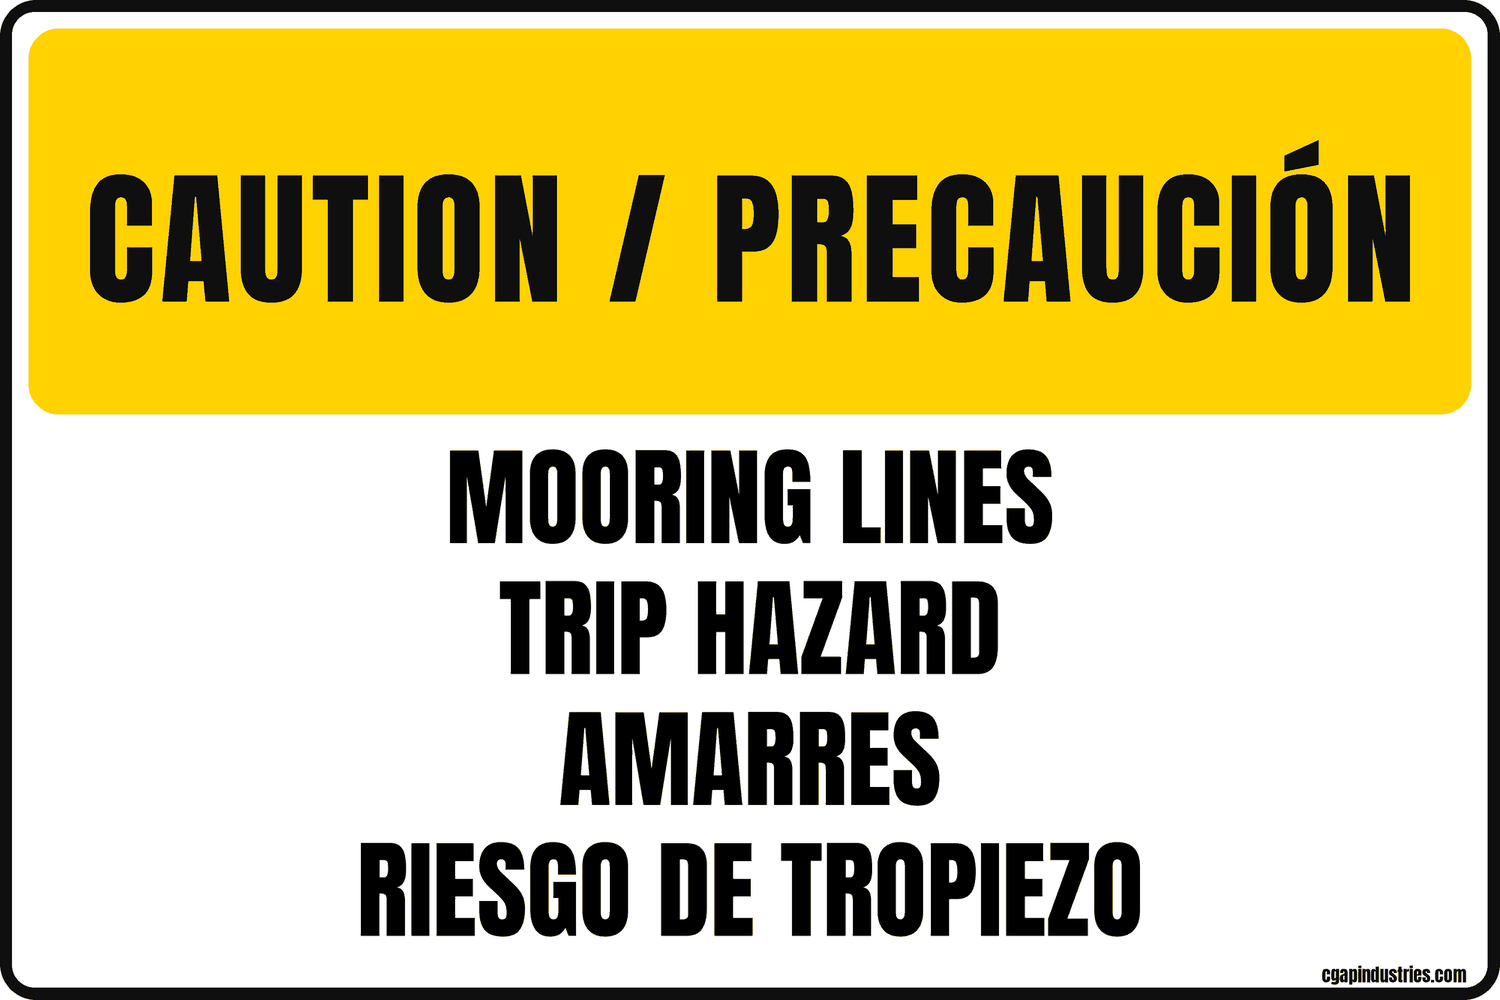 CAUTION / PRECAUCIÓN
MOORING LINES
TRIP HAZARD
AMARRES
RIESGO DE TROPIEZO
cgapindustries.com